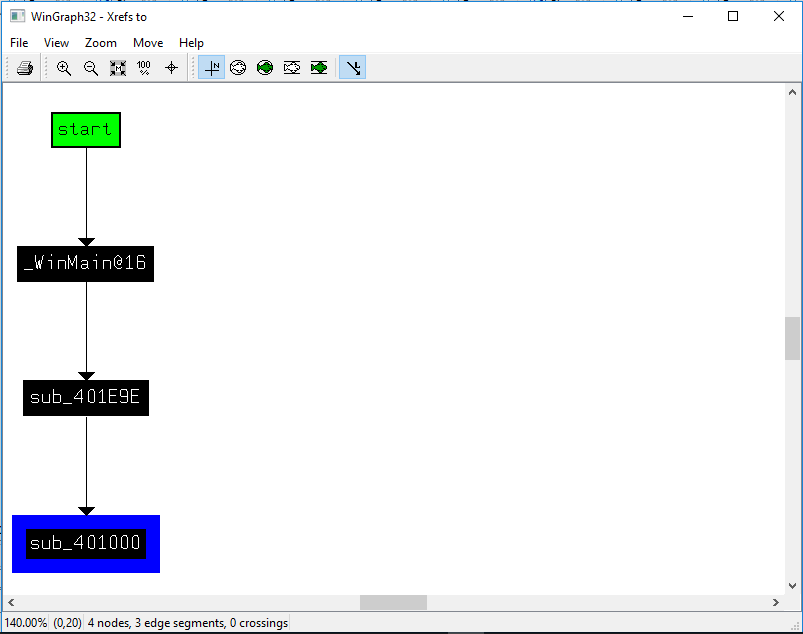 WinGraph32 - Xrefs to
File View Zoom Move Help
100 %
N
start
_WinMain@16
sub_401E9E
sub_401000
140.00% (0,20) 4 nodes, 3 edge segments, 0 crossings